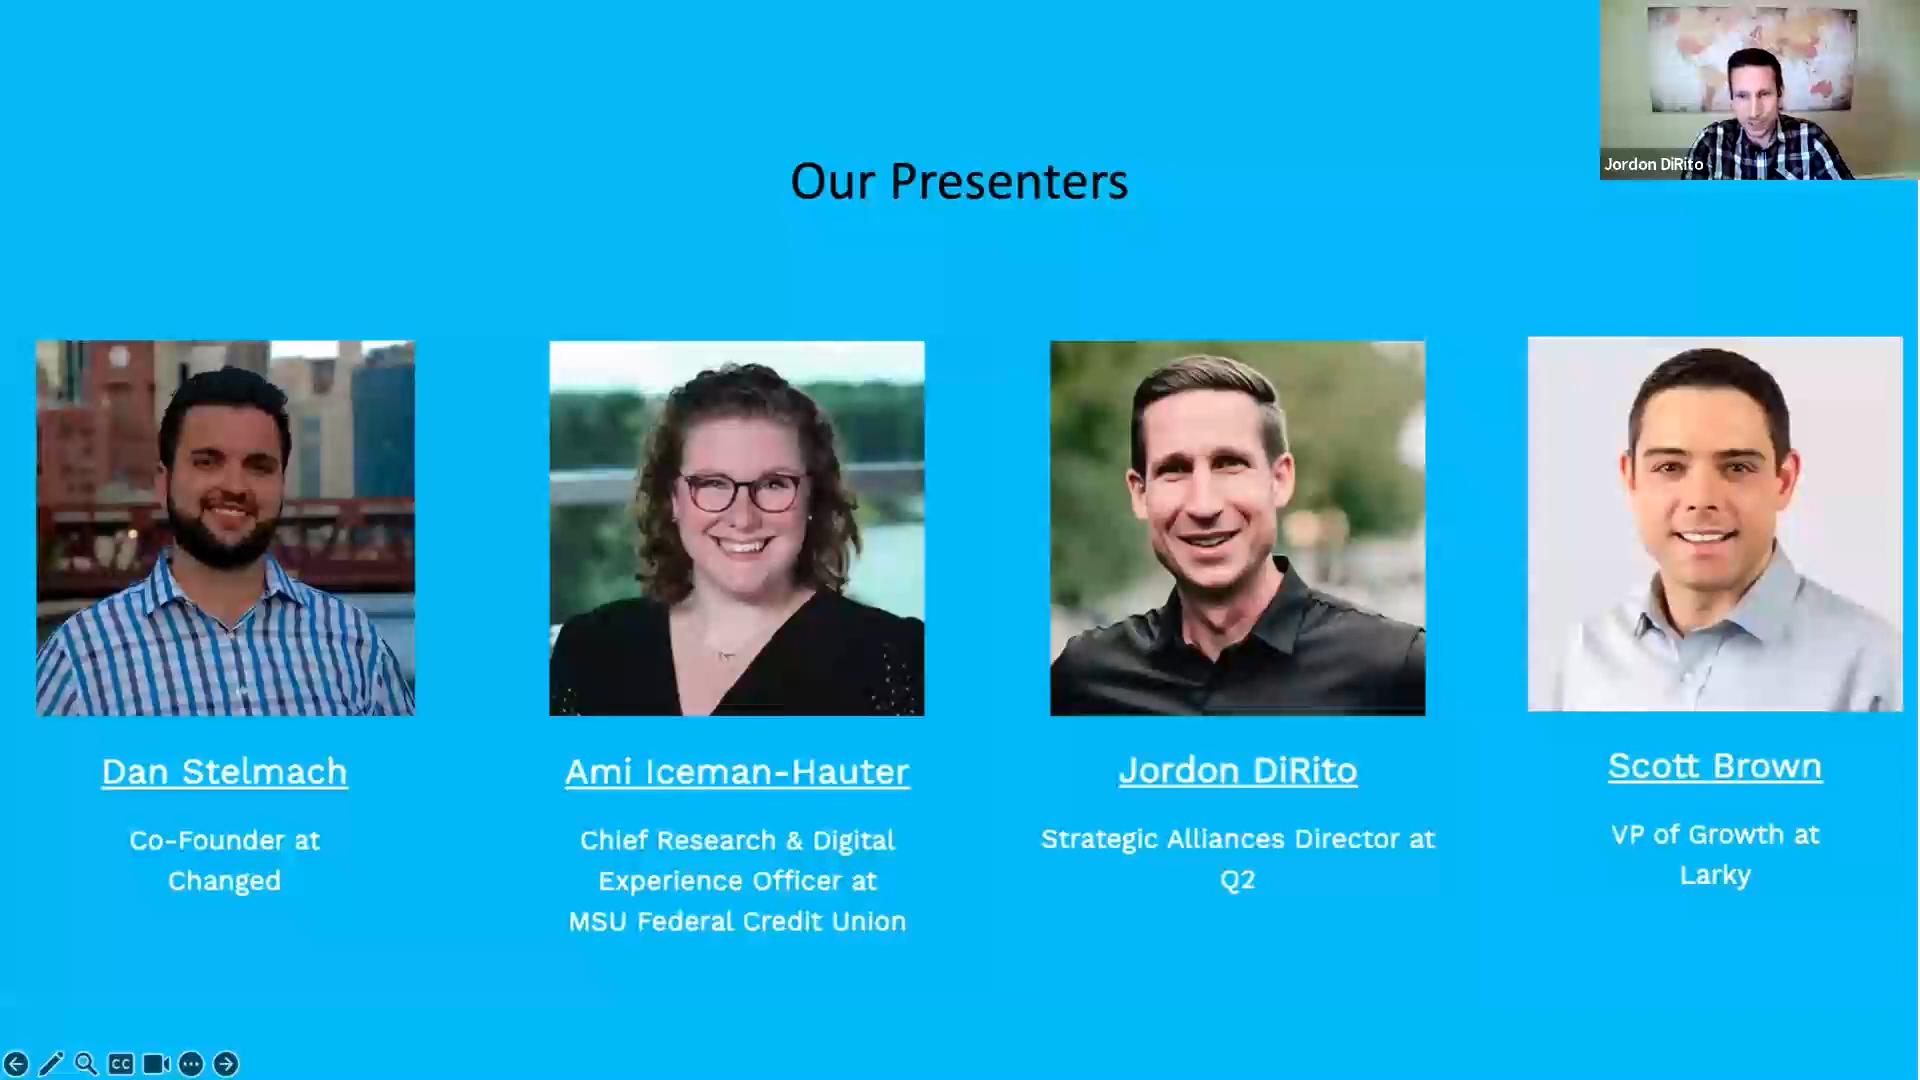 Jordon DiRito
Our Presenters
Dan Stelmach
Co-Founder at
Changed
Ami Iceman-Hauter
Chief Research & Digital
Experience Officer at
MSU Federal Credit Union
Jordon DiRito
Strategic Alliances Director at
Q2
Scott Brown
VP of Growth at
Larky
CC